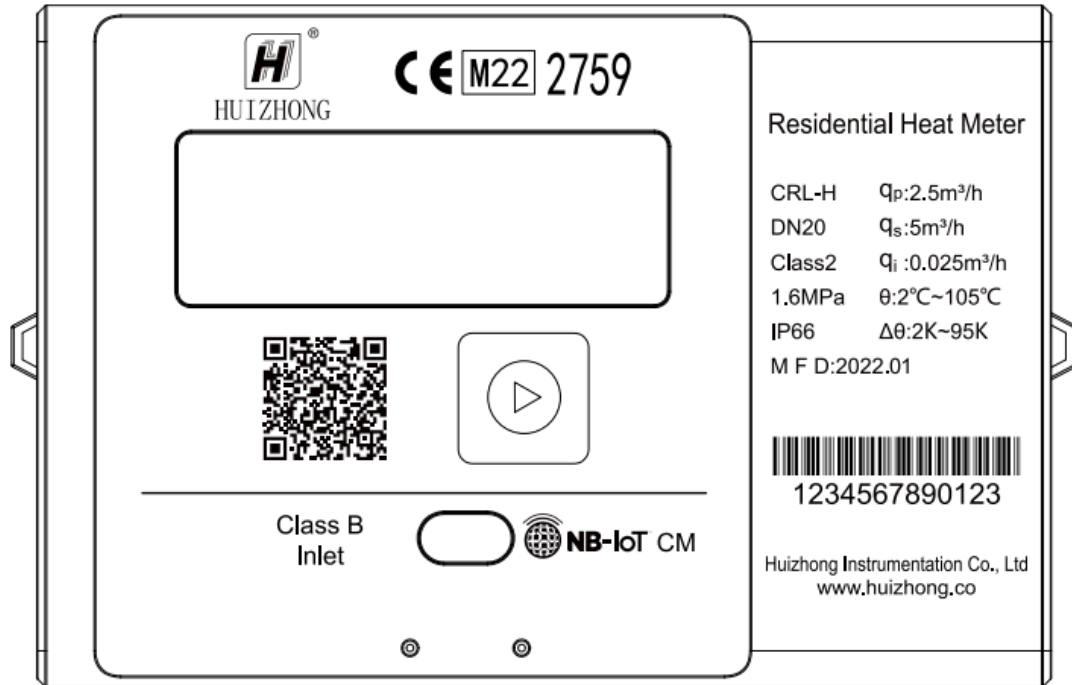 H ®
HUIZHONG
CE M22 2759
Residential Heat Meter
CRL-H qp:2.5m³/h
DN20 qs:5m³/h
Class2 qi :0.025m³/h
1.6MPa θ:2℃~105℃
IP66 Δθ:2K~95K
M F D:2022.01
1234567890123
Class B
Inlet
NB-IoT CM
Huizhong Instrumentation Co., Ltd
www.huizhong.co